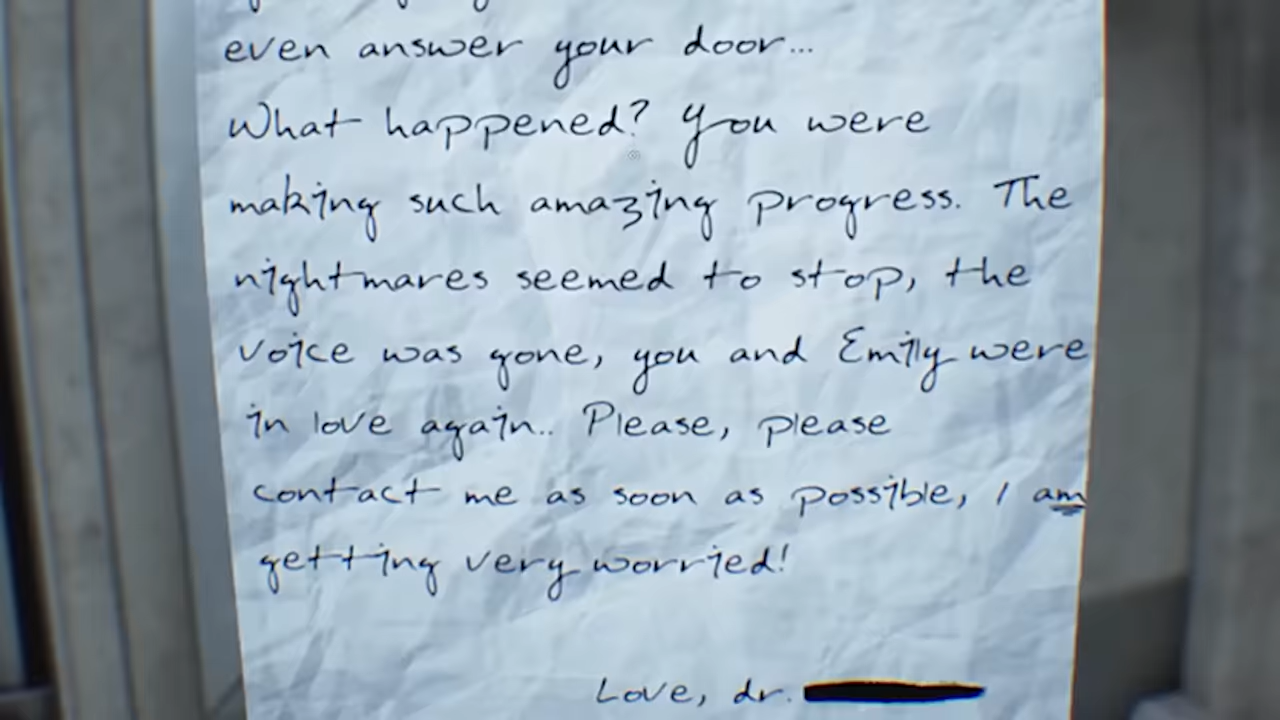 even answer your door...
What happened? You were
making such amazing progress. The
nightmares seemed to stop, the
voice was gone, you and Emily were
in love again.. Please, please
contact me as soon as possible, I am
getting very worried!
Love, dr.